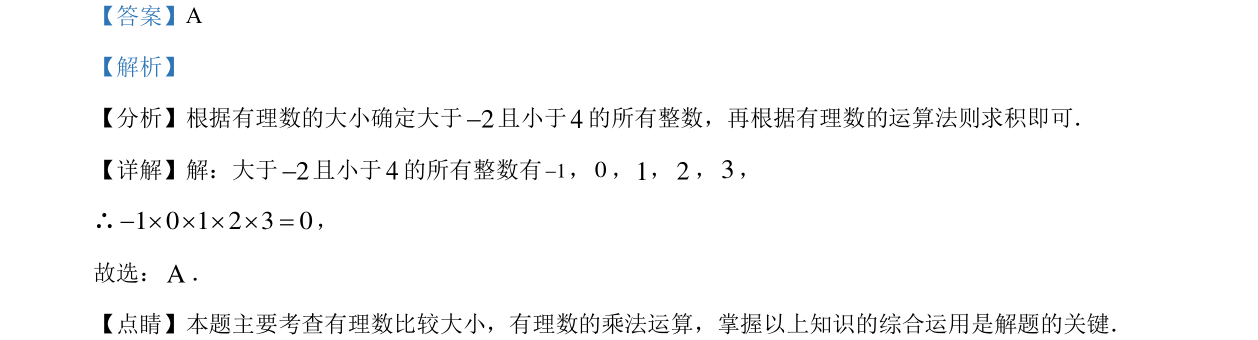 【答案】A
【解析】
【分析】根据有理数的大小确定大于−2且小于4的所有整数，再根据有理数的运算法则求积即可．
【详解】解：大于−2且小于4的所有整数有−1，0，1，2，3，
∴−1×0×1×2×3=0，
故选：A．
【点睛】本题主要考查有理数比较大小，有理数的乘法运算，掌握以上知识的综合运用是解题的关键．